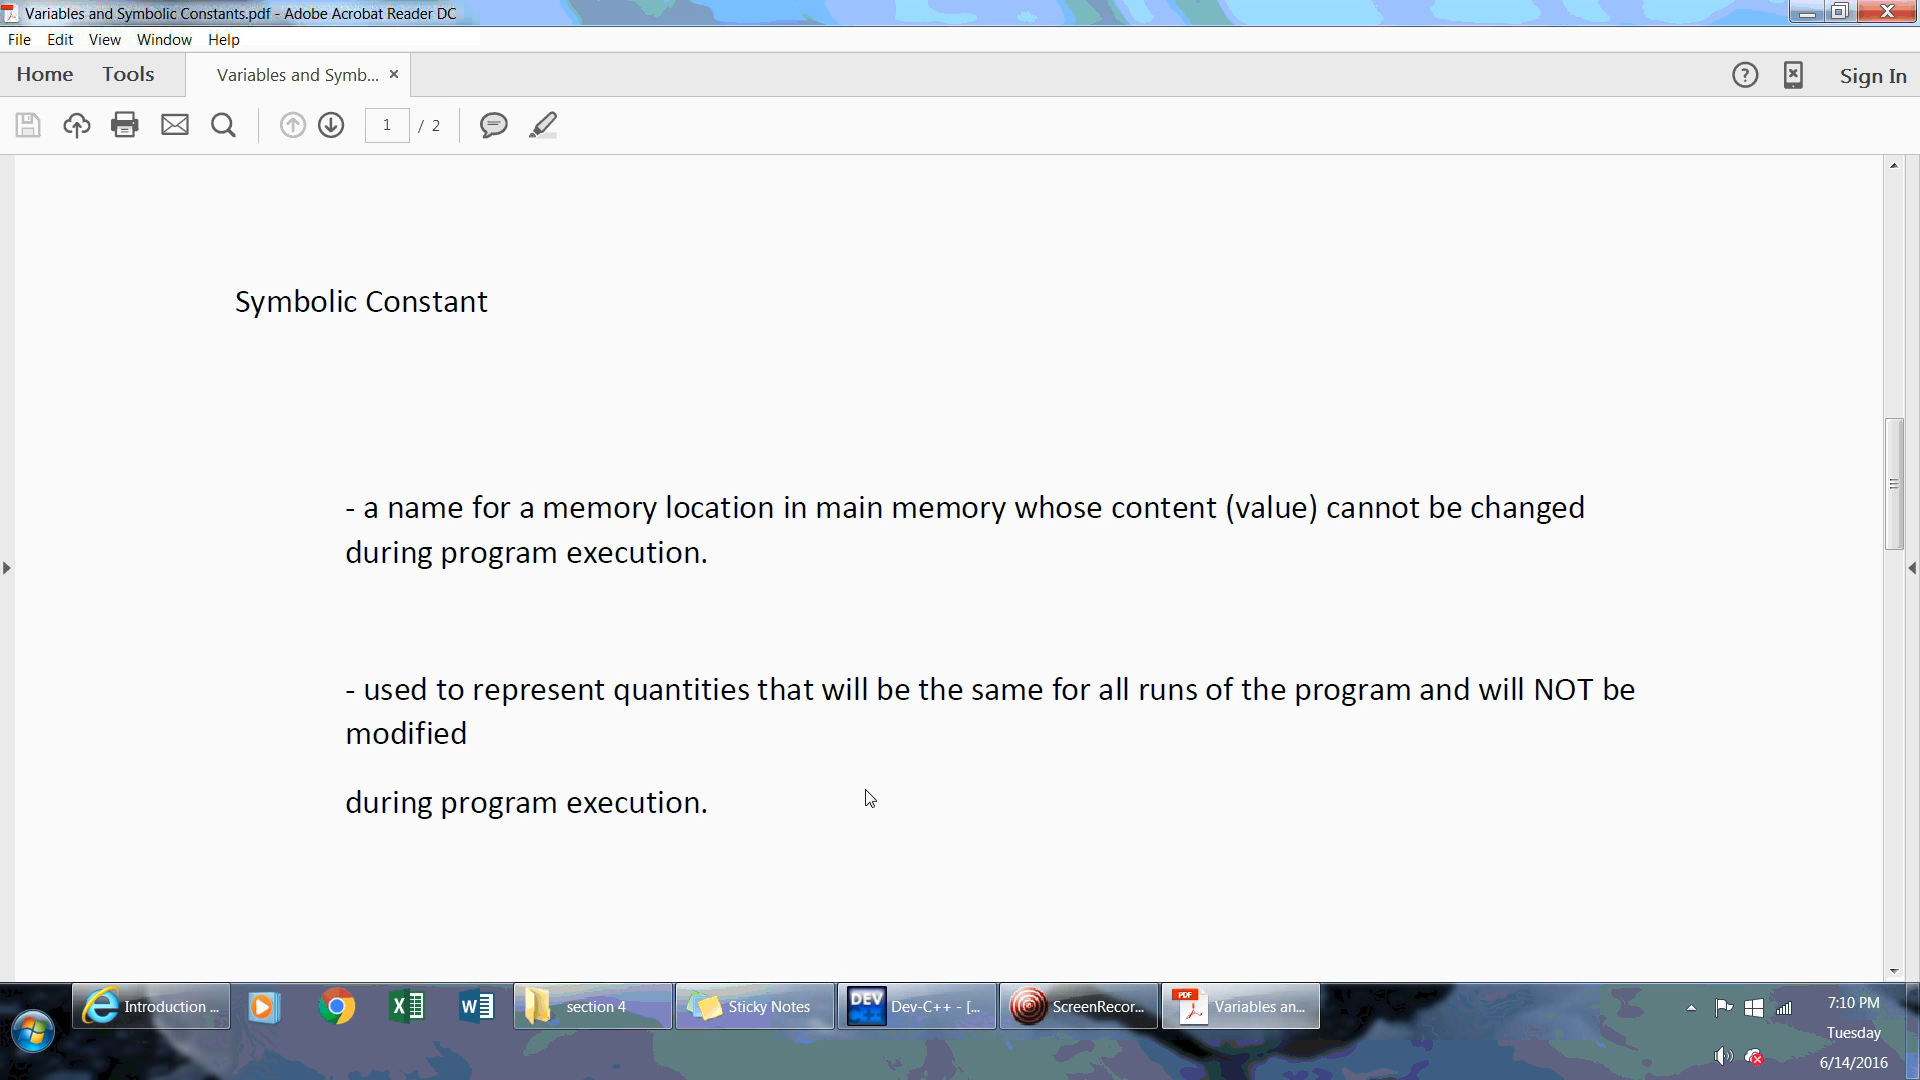 Variables and Symbolic Constants.pdf - Adobe Acrobat Reader DC
File Edit View Window Help
Home Tools Variables and Symb... × Sign In
1 / 2
Symbolic Constant
- a name for a memory location in main memory whose content (value) cannot be changed
during program execution.
- used to represent quantities that will be the same for all runs of the program and will NOT be
modified
during program execution.
Introduction ... section 4 Sticky Notes DEV C++ Dev-C++ - [... ScreenRecor... PDF Variables an...
7:10 PM
Tuesday
6/14/2016